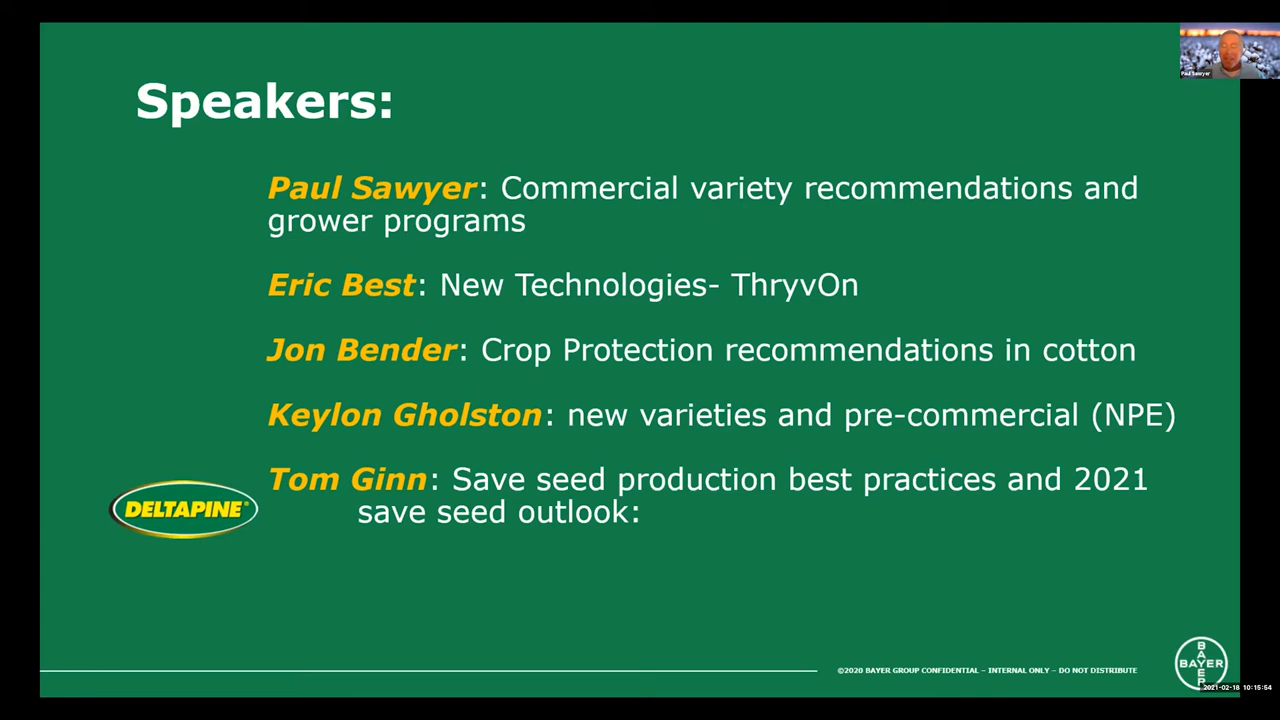 Paul Sawyer
Speakers:
Paul Sawyer: Commercial variety recommendations and
grower programs
Eric Best: New Technologies- ThryvOn
Jon Bender: Crop Protection recommendations in cotton
Keylon Gholston: new varieties and pre-commercial (NPE)
Tom Ginn: Save seed production best practices and 2021
save seed outlook:
DELTAPINE®
©2020 BAYER GROUP CONFIDENTIAL – INTERNAL ONLY – DO NOT DISTRIBUTE
BAYER
BAYER
2021-02-18 10:15:54